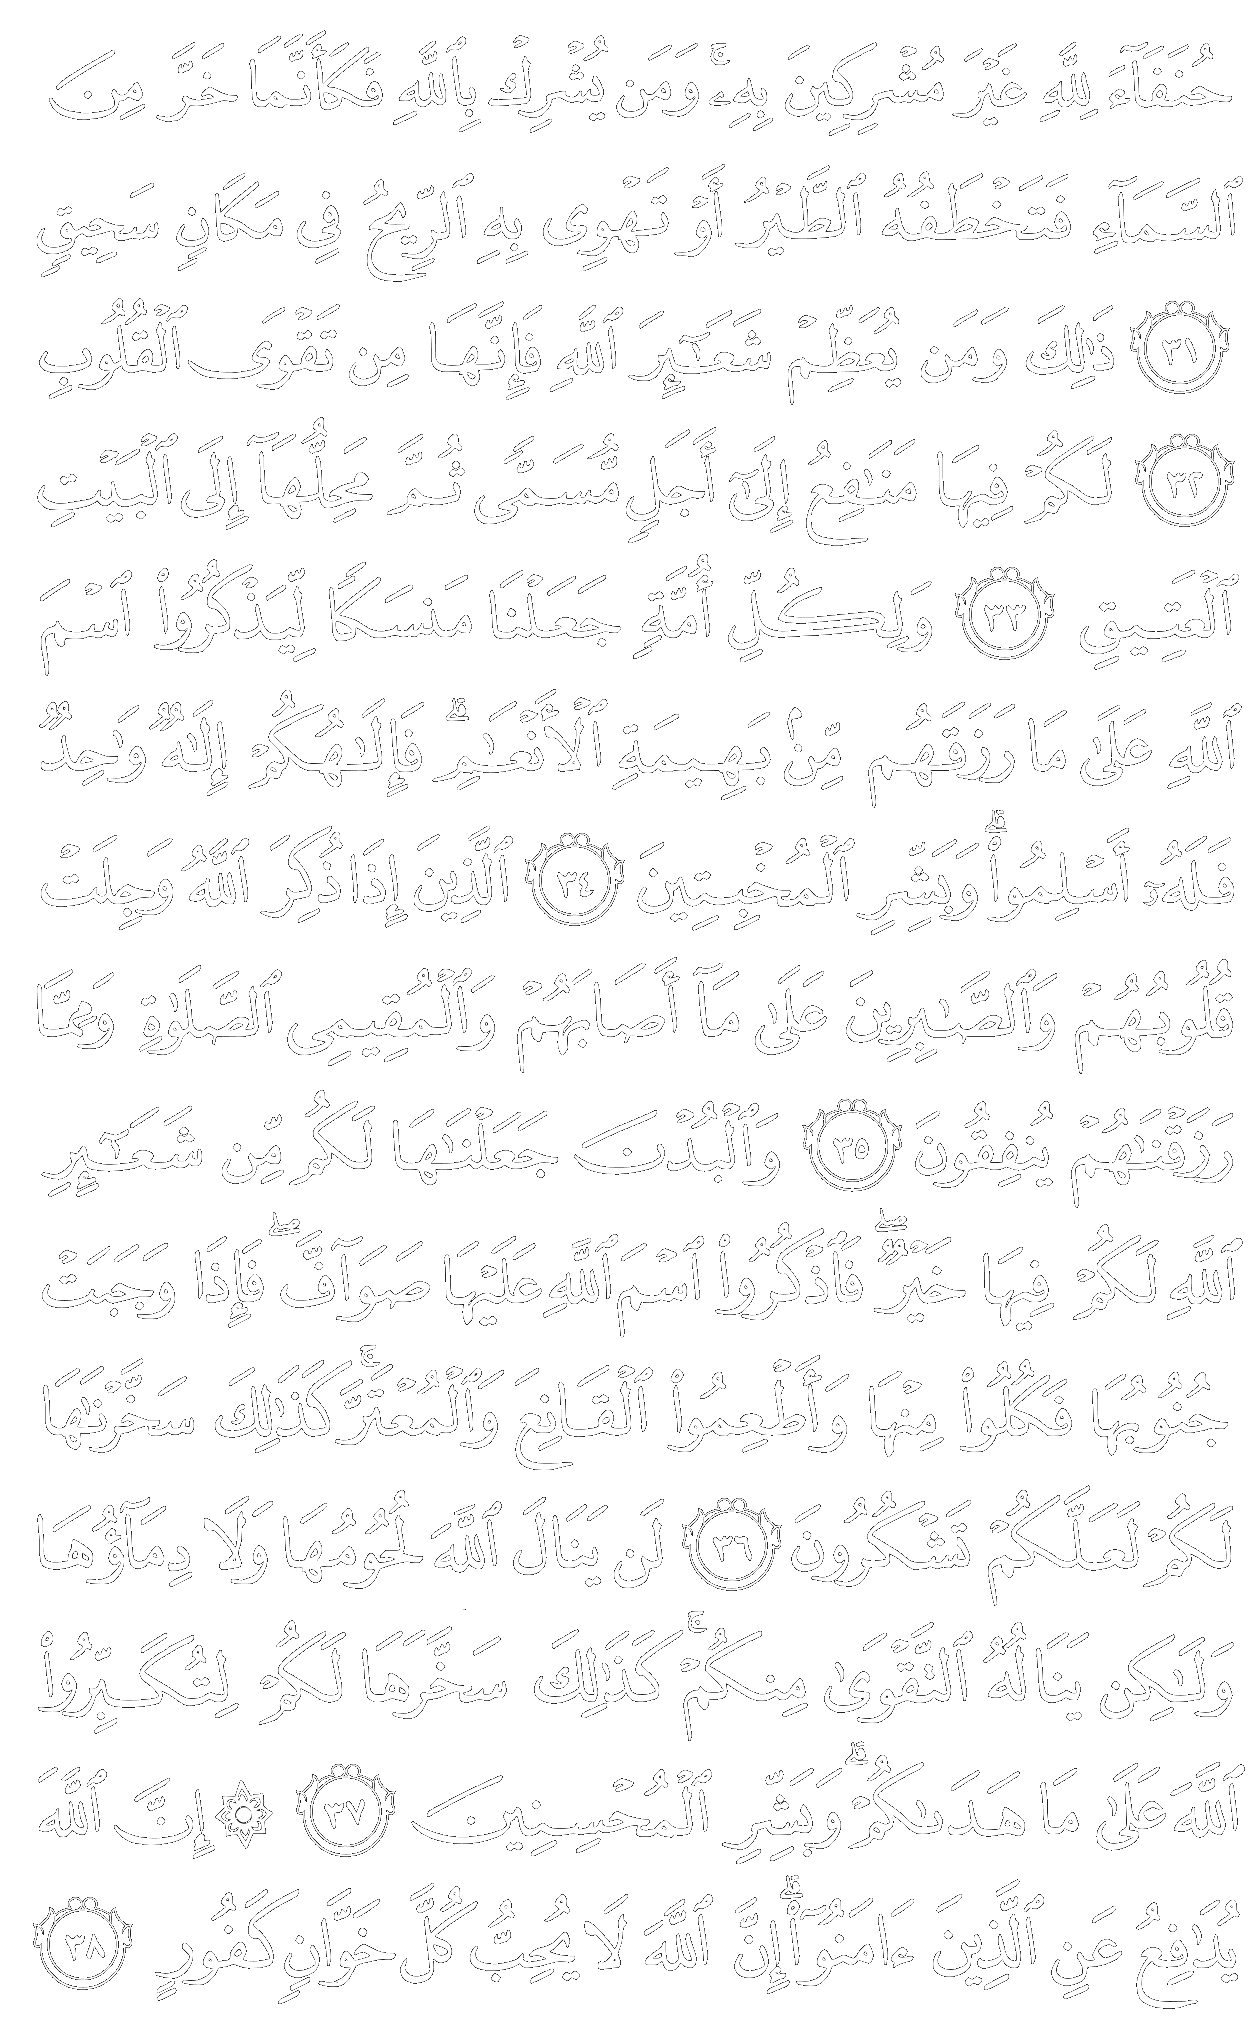 حُنَفَآءَ لِلَّهِ غَيْرَ مُشْرِكِينَ بِهِۦۚ وَمَن يُشْرِكْ بِٱللَّهِ فَكَأَنَّمَا خَرَّ مِنَ
ٱلسَّمَآءِ فَتَخْطَفُهُ ٱلطَّيْرُ أَوْ تَهْوِى بِهِ ٱلرِّيحُ فِى مَكَانٍ سَحِيقٍ
٣١ ذَٰلِكَ وَمَن يُعَظِّمْ شَعَـٰٓئِرَ ٱللَّهِ فَإِنَّهَا مِن تَقْوَى ٱلْقُلُوبِ
٣٢ لَكُمْ فِيهَا مَنَـٰفِعُ إِلَىٰٓ أَجَلٍ مُّسَمًّى ثُمَّ مَحِلُّهَآ إِلَى ٱلْبَيْتِ
ٱلْعَتِيقِ ٣٣ وَلِكُلِّ أُمَّةٍ جَعَلْنَا مَنسَكًا لِّيَذْكُرُوا۟ ٱسْمَ
ٱللَّهِ عَلَىٰ مَا رَزَقَهُم مِّنۢ بَهِيمَةِ ٱلْأَنْعَـٰمِۗ فَإِلَـٰهُكُمْ إِلَـٰهٌ وَٰحِدٌ
فَلَهُۥٓ أَسْلِمُوا۟ۗ وَبَشِّرِ ٱلْمُخْبِتِينَ ٣٤ ٱلَّذِينَ إِذَا ذُكِرَ ٱللَّهُ وَجِلَتْ
قُلُوبُهُمْ وَٱلصَّـٰبِرِينَ عَلَىٰ مَآ أَصَابَهُمْ وَٱلْمُقِيمِى ٱلصَّلَوٰةِ وَمِمَّا
رَزَقْنَـٰهُمْ يُنفِقُونَ ٣٥ وَٱلْبُدْنَ جَعَلْنَـٰهَا لَكُم مِّن شَعَـٰٓئِرِ
ٱللَّهِ لَكُمْ فِيهَا خَيْرٌۖ فَٱذْكُرُوا۟ ٱسْمَ ٱللَّهِ عَلَيْهَا صَوَآفَّۖ فَإِذَا وَجَبَتْ
جُنُوبُهَا فَكُلُوا۟ مِنْهَا وَأَطْعِمُوا۟ ٱلْقَانِعَ وَٱلْمُعْتَرَّۚ كَذَٰلِكَ سَخَّرْنَـٰهَا
لَكُمْ لَعَلَّكُمْ تَشْكُرُونَ ٣٦ لَن يَنَالَ ٱللَّهَ لُحُومُهَا وَلَا دِمَآؤُهَا
وَلَـٰكِن يَنَالُهُ ٱلتَّقْوَىٰ مِنكُمْۚ كَذَٰلِكَ سَخَّرَهَا لَكُمْ لِتُكَبِّرُوا۟
ٱللَّهَ عَلَىٰ مَا هَدَىٰكُمْۗ وَبَشِّرِ ٱلْمُحْسِنِينَ ٣٧ ۞ إِنَّ ٱللَّهَ
يُدَٰفِعُ عَنِ ٱلَّذِينَ ءَامَنُوٓا۟ۗ إِنَّ ٱللَّهَ لَا يُحِبُّ كُلَّ خَوَّانٍ كَفُورٍ ٣٨